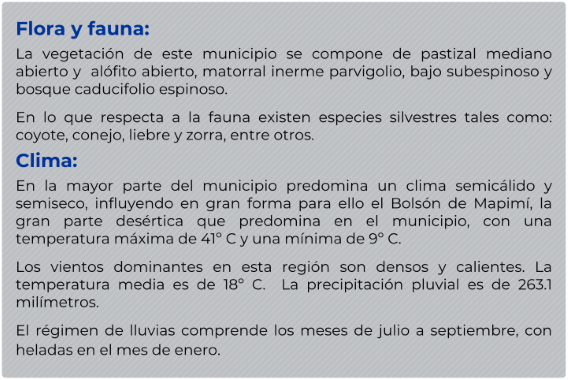 Flora y fauna:
La vegetación de este municipio se compone de pastizal mediano
abierto y alófito abierto, matorral inerme parvigolio, bajo subespinoso y
bosque caducifolio espinoso.
En lo que respecta a la fauna existen especies silvestres tales como:
coyote, conejo, liebre y zorra, entre otros.
Clima:
En la mayor parte del municipio predomina un clima semicálido y
semiseco, influyendo en gran forma para ello el Bolsón de Mapimí, la
gran parte desértica que predomina en el municipio, con una
temperatura máxima de 41° C y una mínima de 9° C.
Los vientos dominantes en esta región son densos y calientes. La
temperatura media es de 18° C. La precipitación pluvial es de 263.1
milímetros.
El régimen de lluvias comprende los meses de julio a septiembre, con
heladas en el mes de enero.